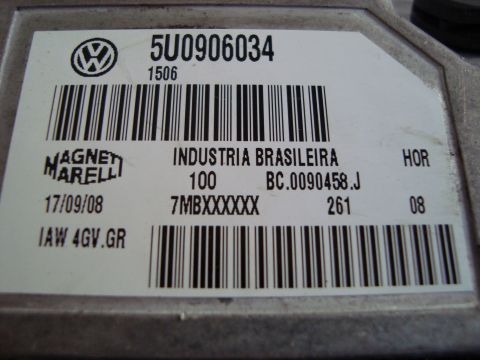 5U0906034
1506
MAGNETI MARELLI
INDUSTRIA BRASILEIRA HOR
100 BC.0090458.J
17/09/08 7MBXXXXXX 261 08
IAW 4GV.GR